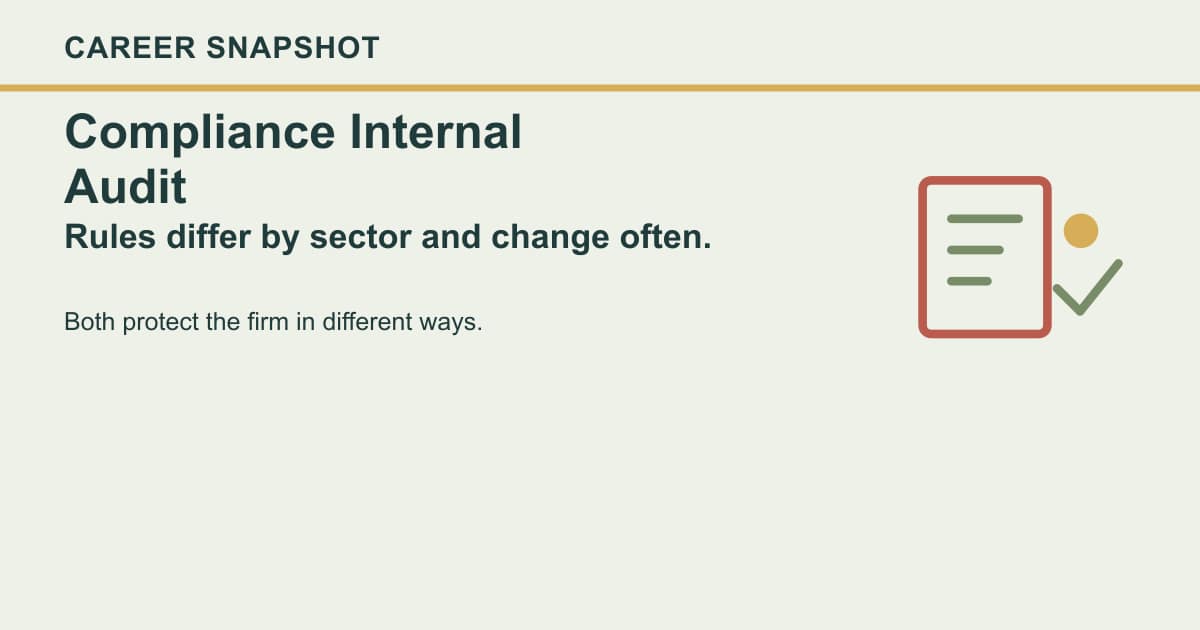 CAREER SNAPSHOT
Compliance Internal
Audit
Rules differ by sector and change often.
Both protect the firm in different ways.